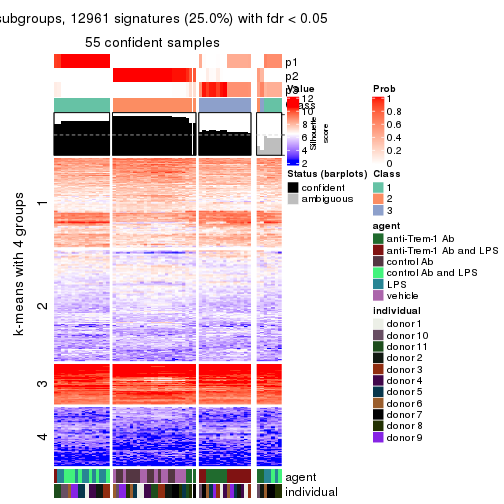 subgroups, 12961 signatures (25.0%) with fdr < 0.05
55 confident samples
p1
p2
p3
Class
Silhouette
score
k-means with 4 groups
1
2
3
4
agent
individual
Value
12
10
8
6
4
2
Status (barplots)
confident
ambiguous
Prob
1
0.8
0.6
0.4
0.2
0
Class
1
2
3
agent
anti-Trem-1 Ab
anti-Trem-1 Ab and LPS
control Ab
control Ab and LPS
LPS
vehicle
individual
donor 1
donor 10
donor 11
donor 2
donor 3
donor 4
donor 5
donor 6
donor 7
donor 8
donor 9